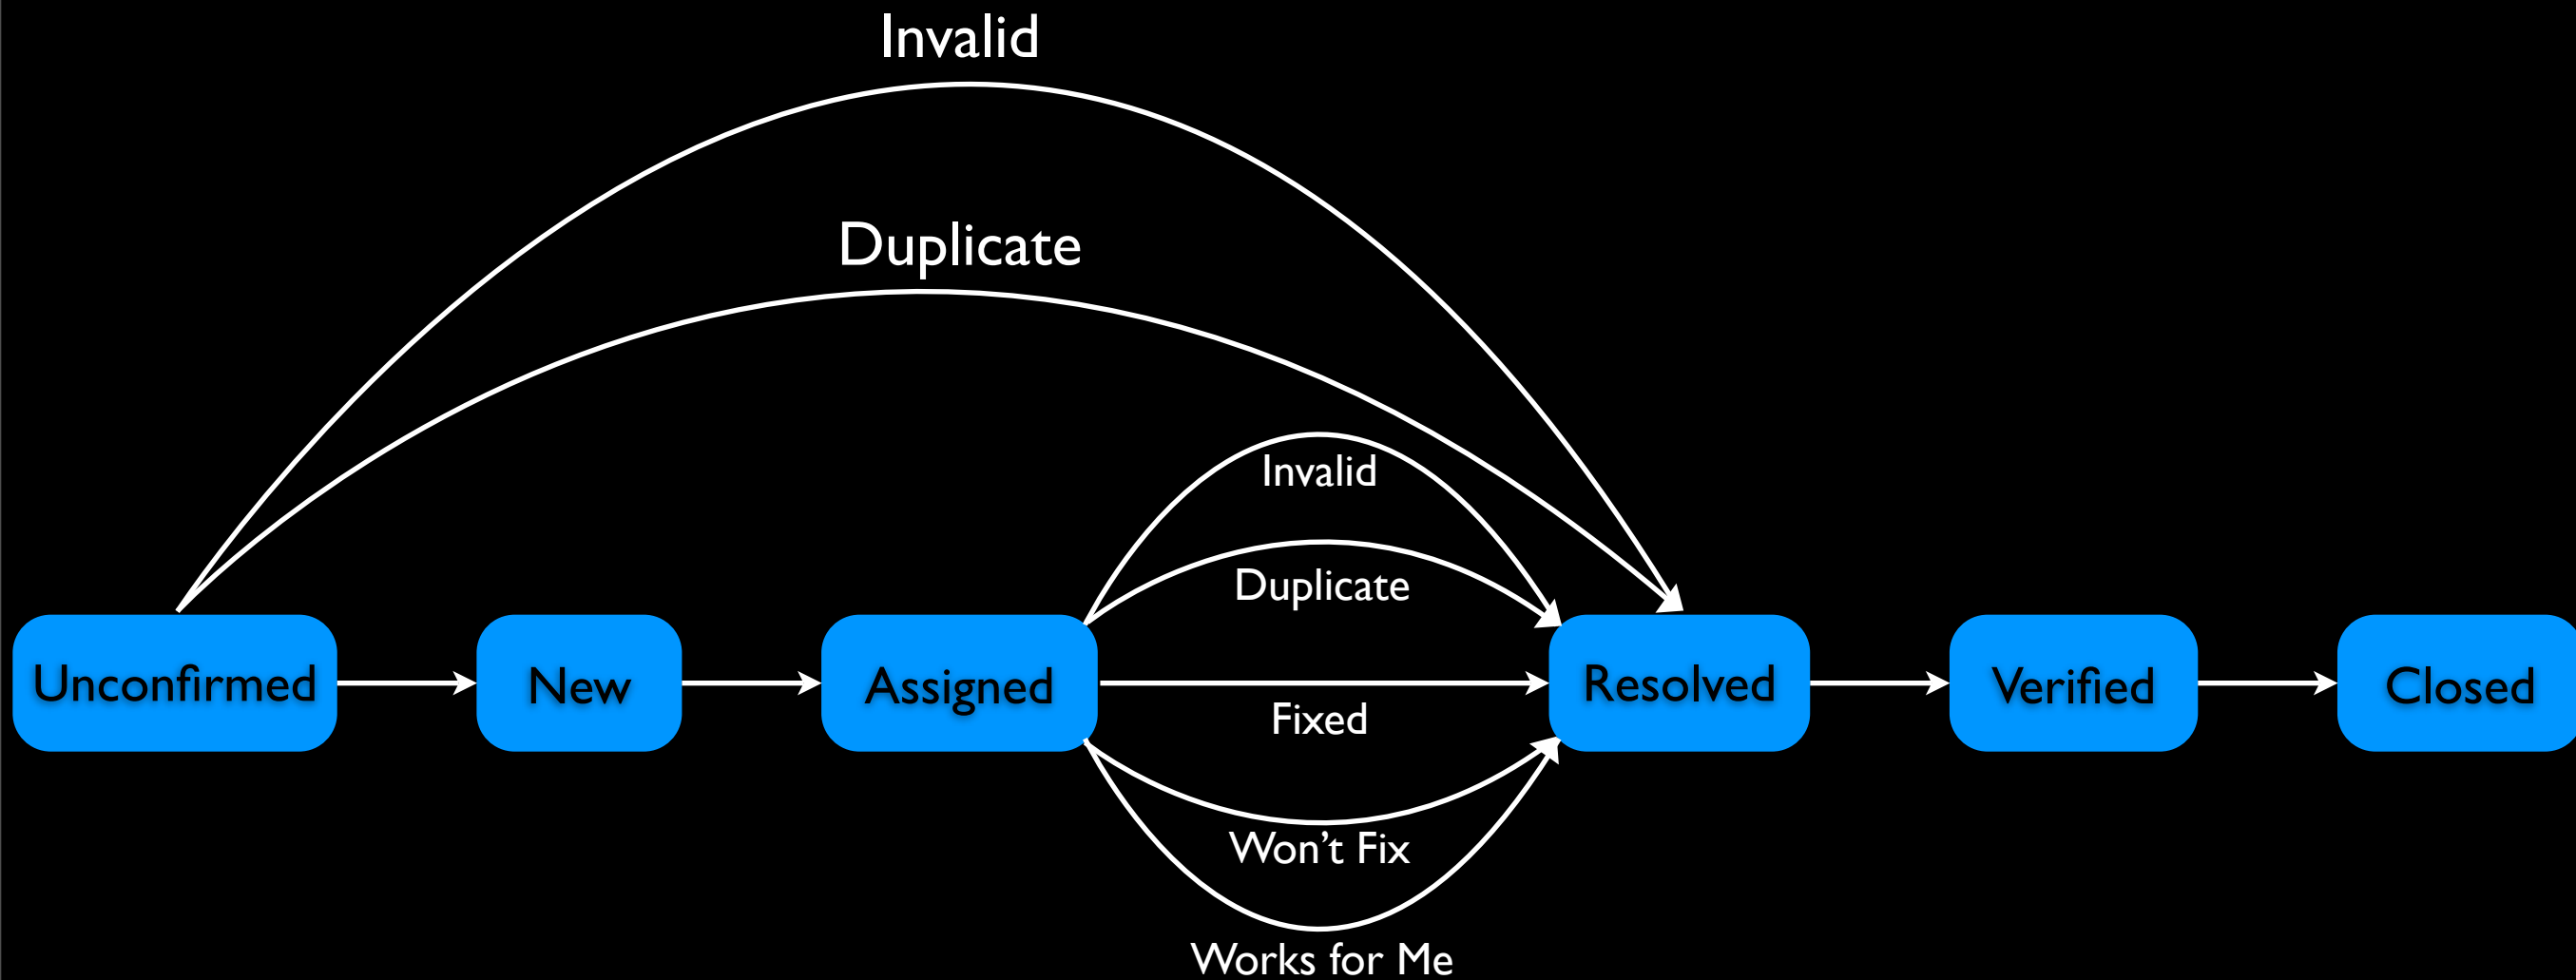 Invalid
Duplicate
Invalid
Duplicate
Unconfirmed
New
Assigned
Resolved
Verified
Closed
Fixed
Won’t Fix
Works for Me